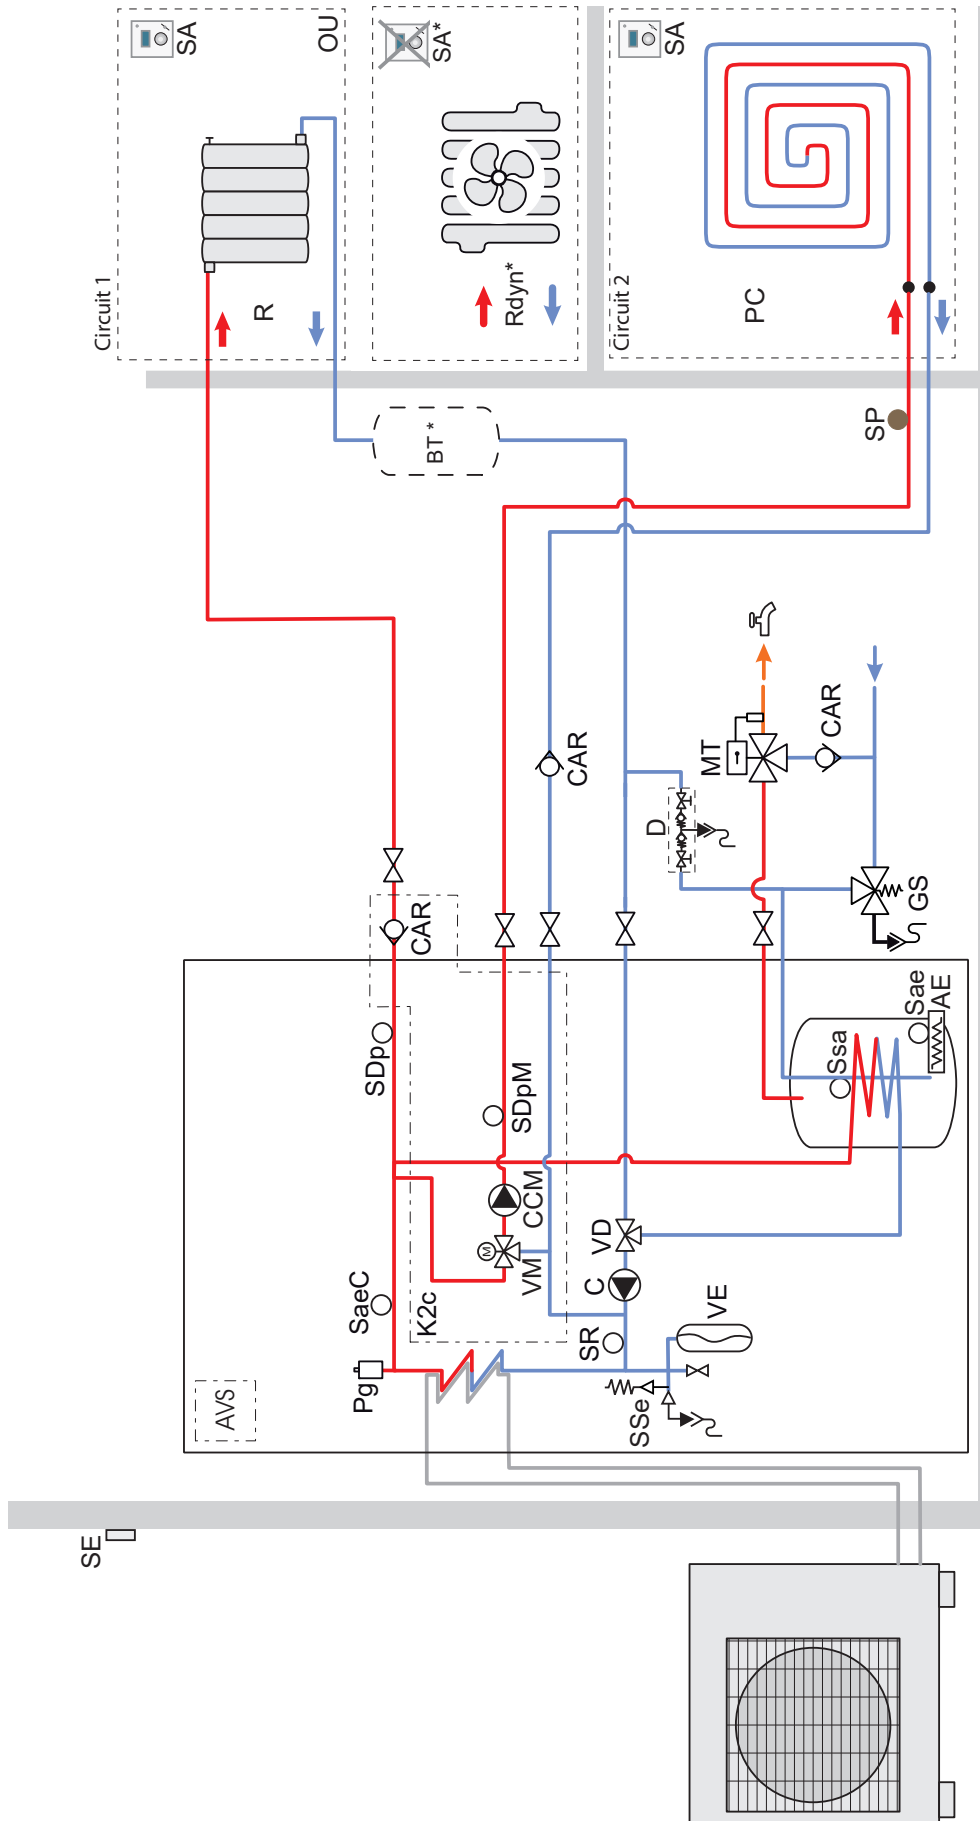 SE
AVS
Pg
SaeC
K2c
SDp
CAR
SDpM
CCM
VM
SR
SSe
VE
C
VD
Ssa
Sae
AE
GS
CAR
MT
D
CAR
SP
BT *
Circuit 1
R
SA
OU
Rdyn*
SA*
Circuit 2
PC
SA
M